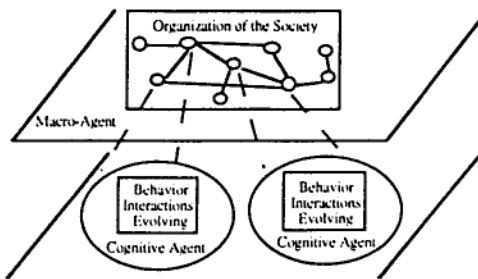 Organization of the Society
Macro-Agent
Behavior
Interactions
Evolving
Cognitive Agent
Behavior
Interactions
Evolving
Cognitive Agent